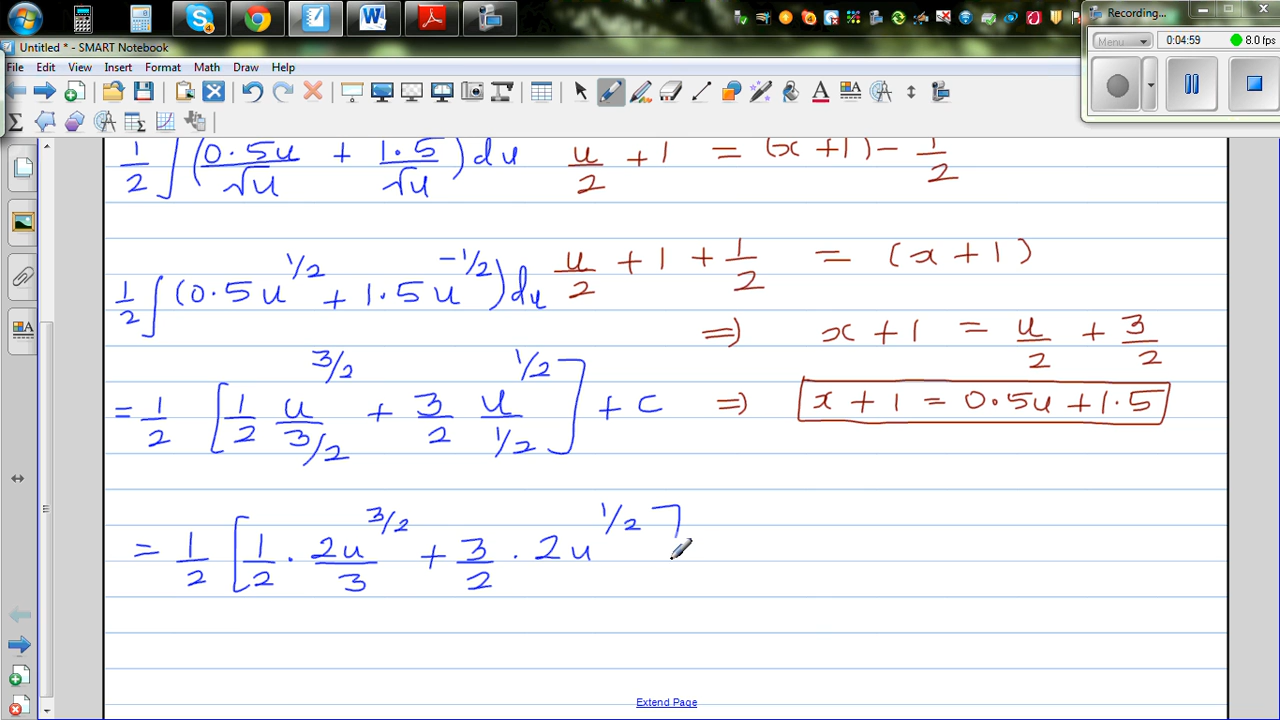 Recording...
Untitled * - SMART Notebook
Menu 0:04:59 8.0 fps
File Edit View Insert Format Math Draw Help
1/2 ∫(0.5u/√u + 1.5/√u)du u/2 + 1 = (x+1) - 1/2
1/2 ∫(0.5u^1/2 + 1.5u^-1/2)du u/2 + 1 + 1/2 = (x+1)
⇒ x + 1 = u/2 + 3/2
= 1/2 [1/2 u^3/2 / 3/2 + 3/2 u^1/2 / 1/2] + c ⇒ x + 1 = 0.5u + 1.5
= 1/2 [1/2 . 2u^3/2 / 3 + 3/2 . 2u^1/2 ]
Extend Page